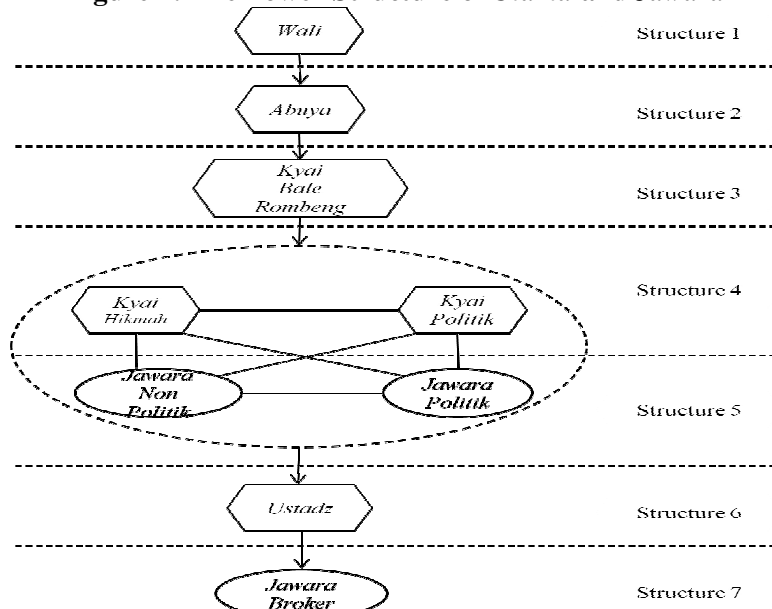 Wali
Structure 1
Abuya
Structure 2
Kyai
Bale
Rombeng
Structure 3
Structure 4
Kyai
Hikmah
Kyai
Politik
Jawara
Non
Politik
Jawara
Politik
Structure 5
Ustadz
Structure 6
Jawara
Broker
Structure 7